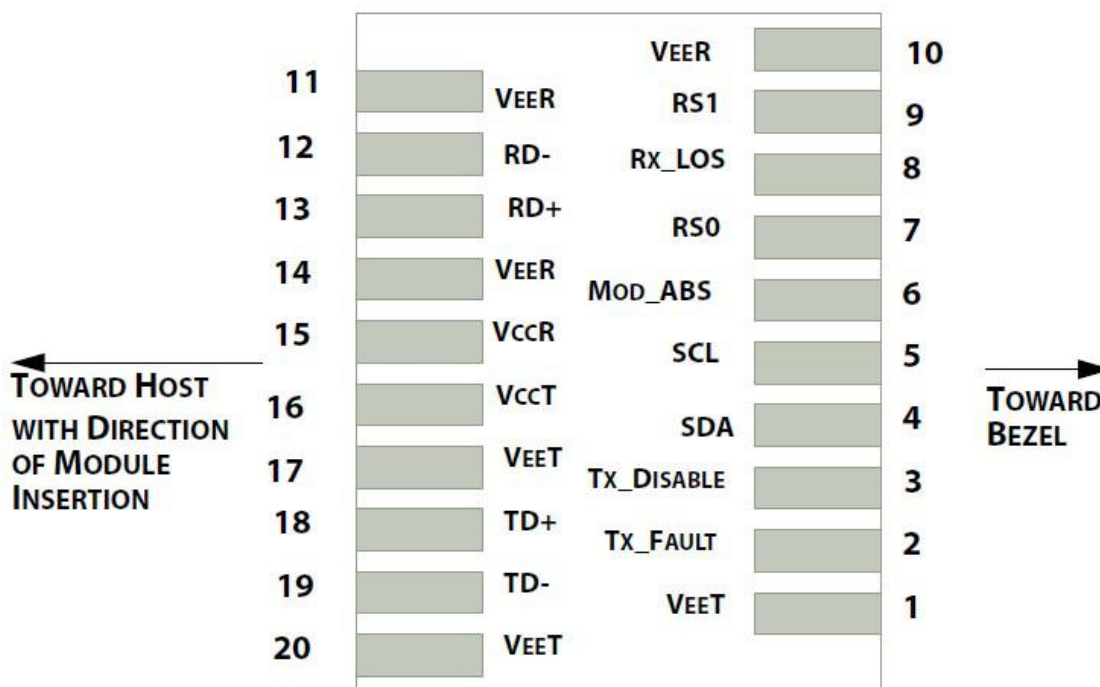 11 VEER
12 RD-
13 RD+
14 VEER
15 VCCR
16 VCCT
17 VEET
18 TD+
19 TD-
20 VEET
TOWARD HOST
WITH DIRECTION
OF MODULE
INSERTION
VEER 10
RS1 9
RX_LOS 8
RS0 7
MOD_ABS 6
SCL 5
SDA 4
TX_DISABLE 3
TX_FAULT 2
VEET 1
TOWARD
BEZEL